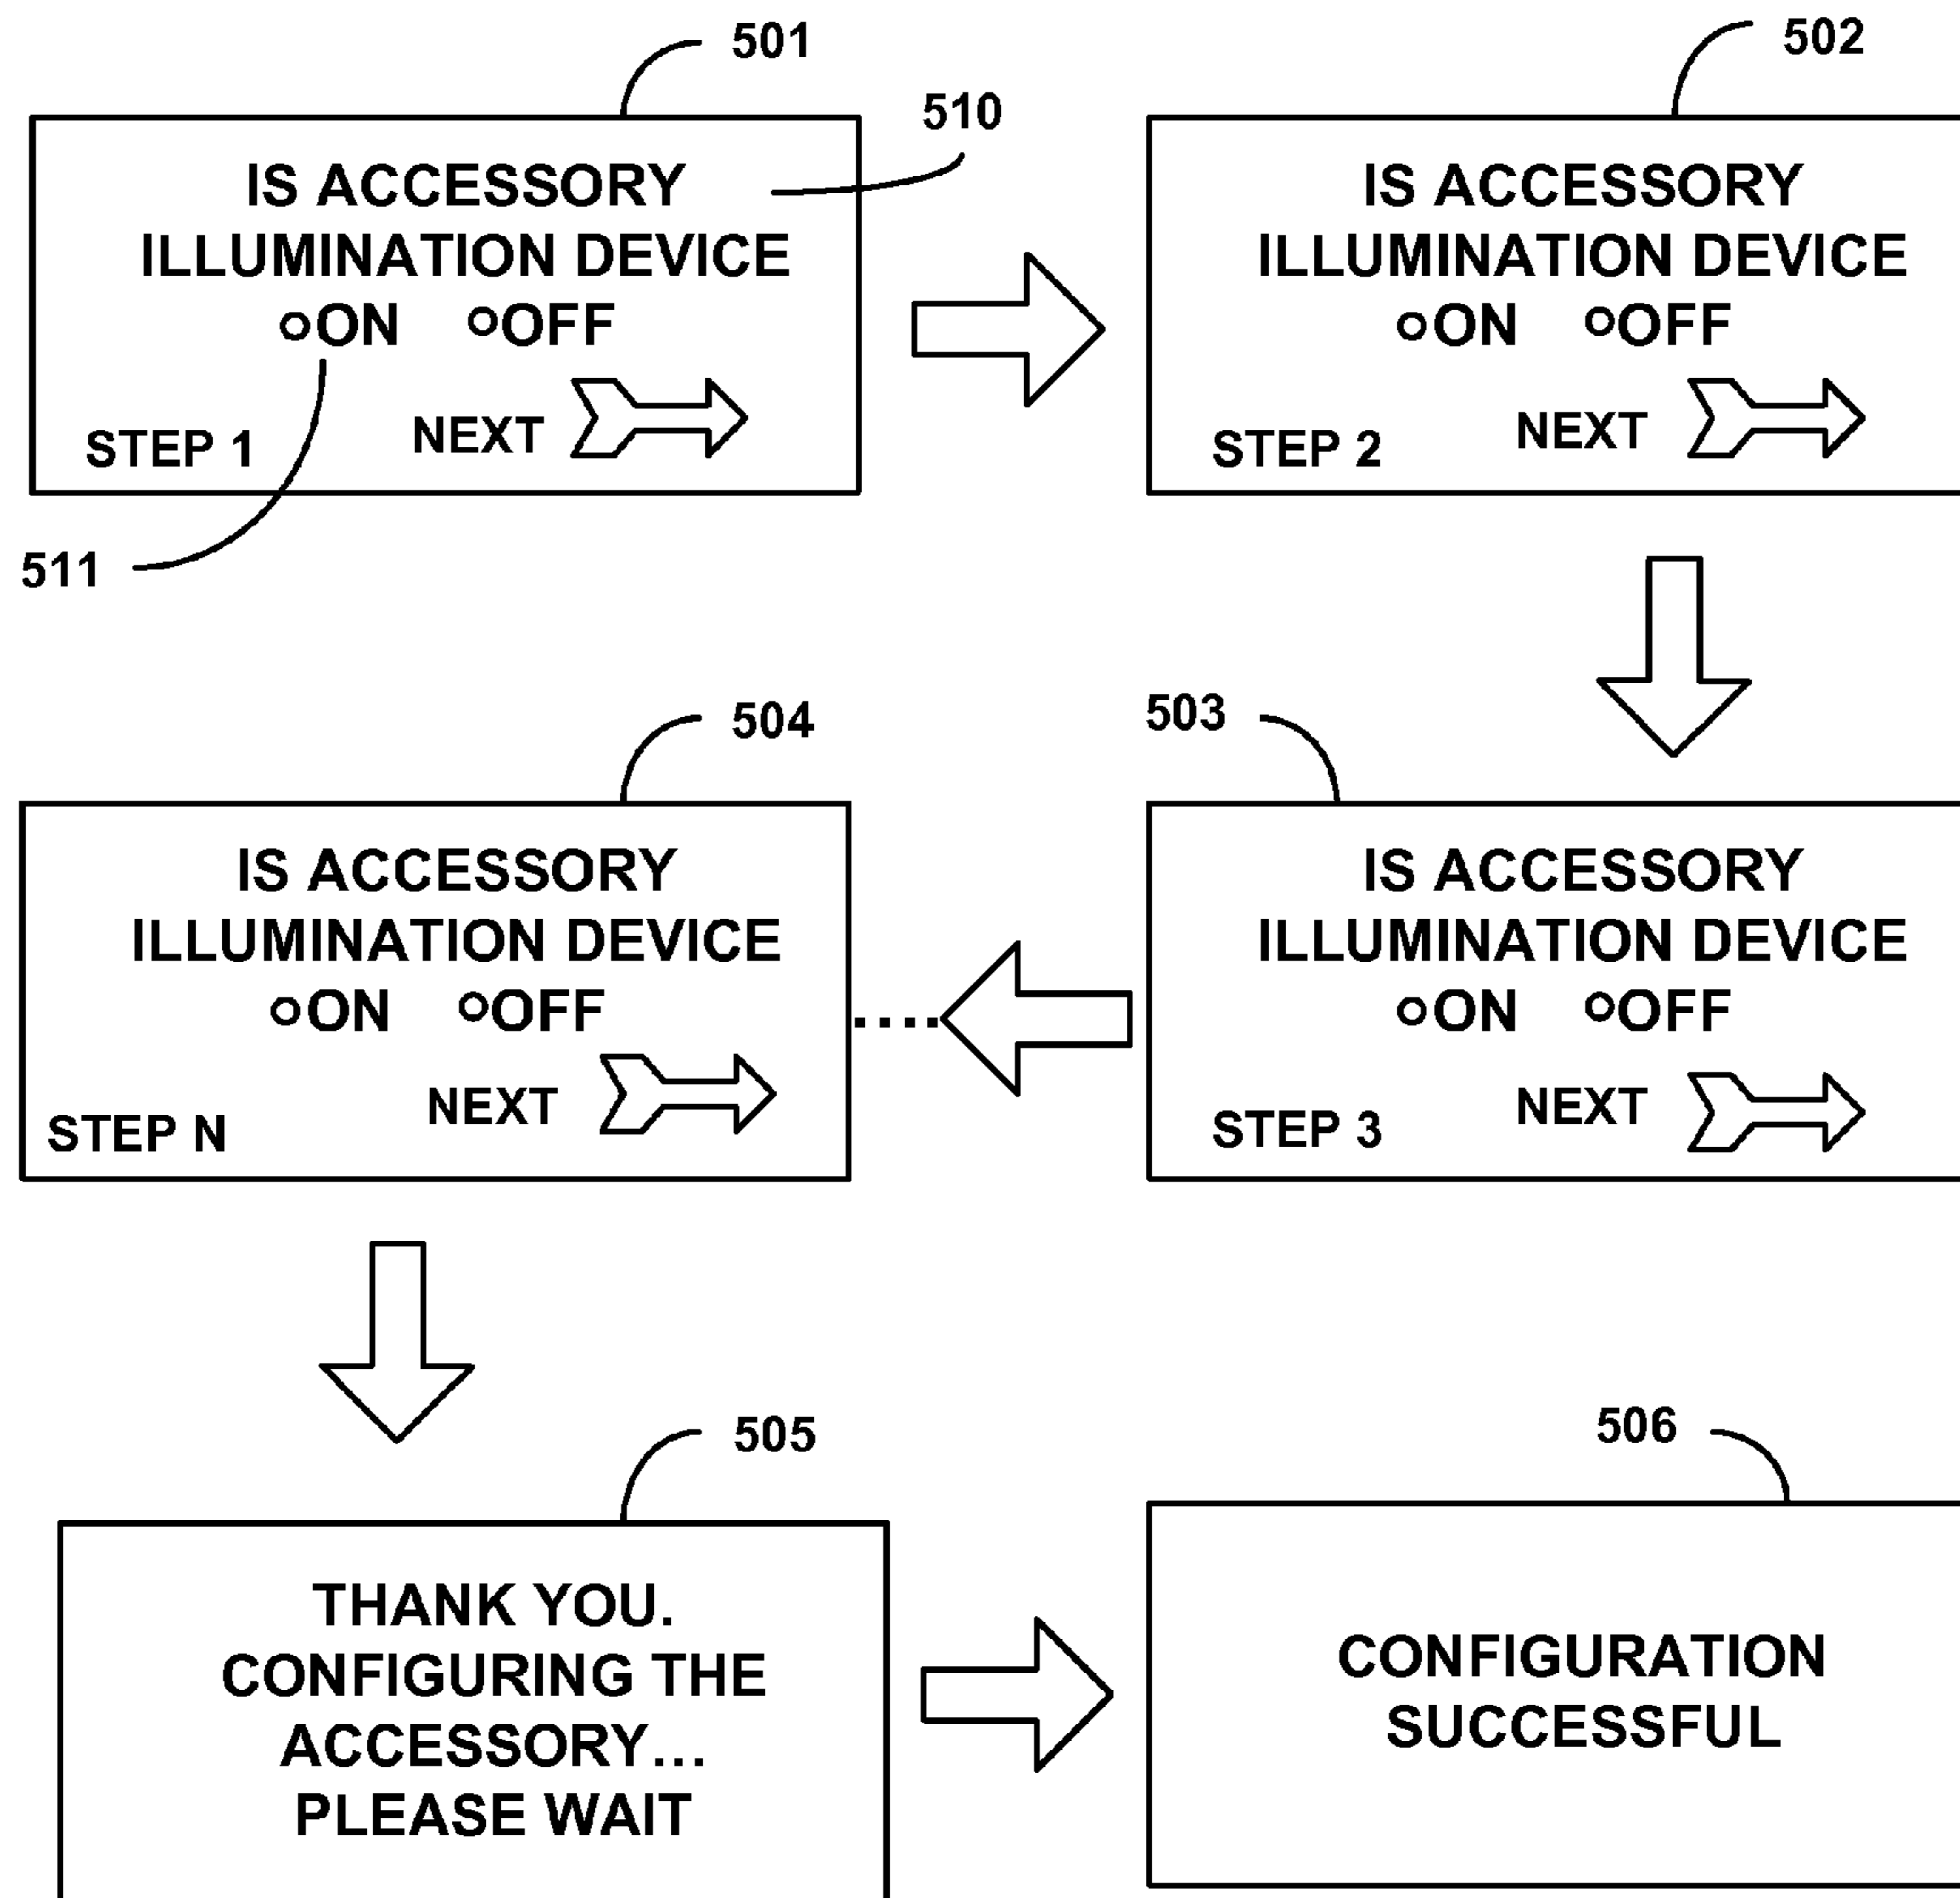 501
510
IS ACCESSORY
ILLUMINATION DEVICE
ON OFF
STEP 1 NEXT
511
502
IS ACCESSORY
ILLUMINATION DEVICE
ON OFF
STEP 2 NEXT
503
IS ACCESSORY
ILLUMINATION DEVICE
ON OFF
STEP 3 NEXT
504
IS ACCESSORY
ILLUMINATION DEVICE
ON OFF
STEP N NEXT
505
THANK YOU.
CONFIGURING THE
ACCESSORY...
PLEASE WAIT
506
CONFIGURATION
SUCCESSFUL